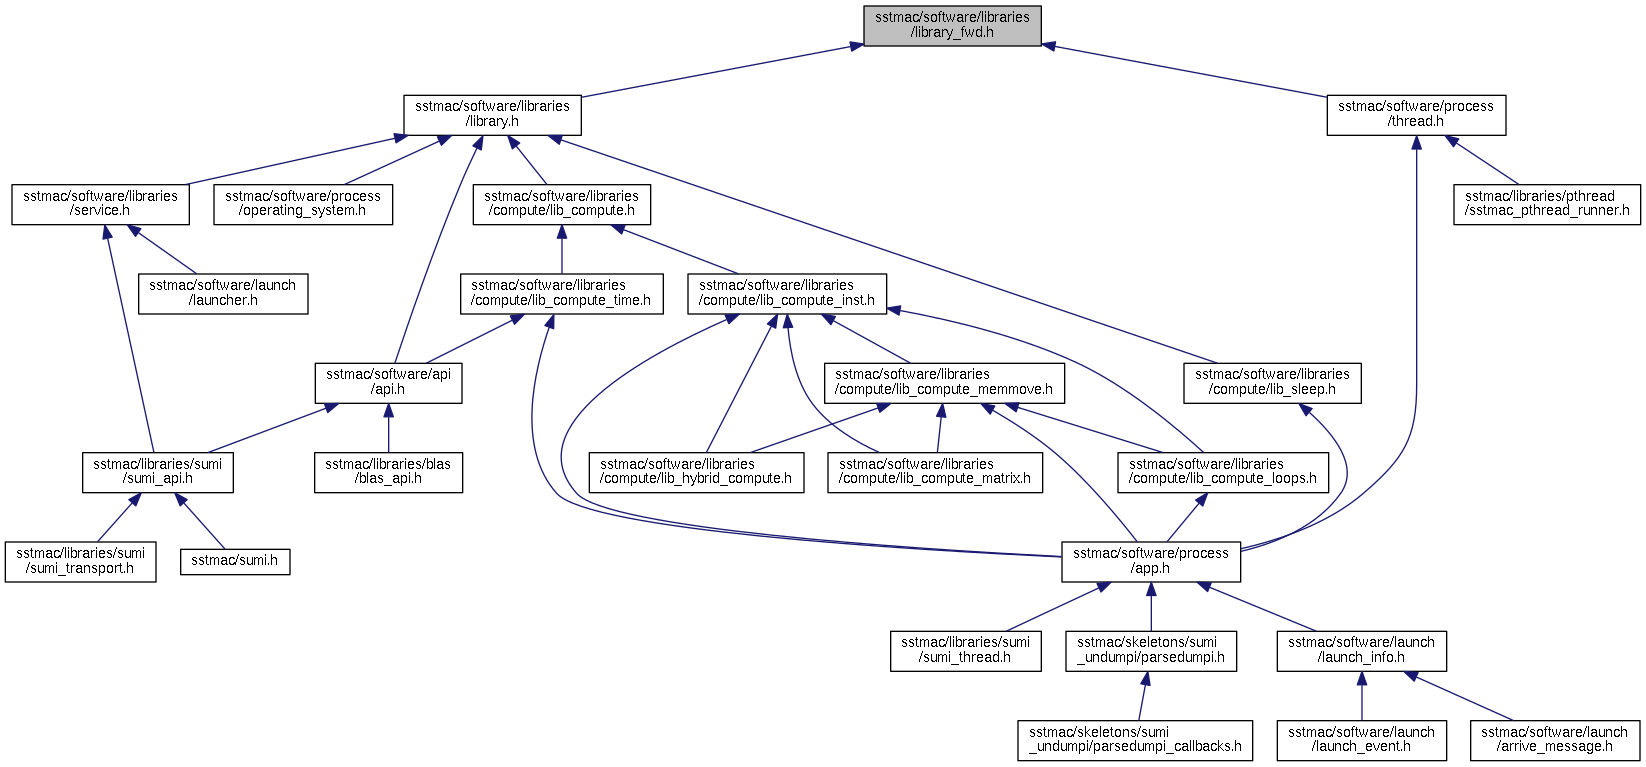 sstmac/software/libraries
/library_fwd.h
sstmac/software/libraries
/library.h
sstmac/software/process
/thread.h
sstmac/software/libraries
/service.h
sstmac/software/process
/operating_system.h
sstmac/software/libraries
/compute/lib_compute.h
sstmac/libraries/pthread
/sstmac_pthread_runner.h
sstmac/software/launch
/launcher.h
sstmac/software/libraries
/compute/lib_compute_time.h
sstmac/software/libraries
/compute/lib_compute_inst.h
sstmac/software/api
/api.h
sstmac/software/libraries
/compute/lib_compute_memmove.h
sstmac/software/libraries
/compute/lib_sleep.h
sstmac/libraries/sumi
/sumi_api.h
sstmac/libraries/blas
/blas_api.h
sstmac/software/libraries
/compute/lib_hybrid_compute.h
sstmac/software/libraries
/compute/lib_compute_matrix.h
sstmac/software/libraries
/compute/lib_compute_loops.h
sstmac/libraries/sumi
/sumi_transport.h
sstmac/sumi.h
sstmac/software/process
/app.h
sstmac/libraries/sumi
/sumi_thread.h
sstmac/skeletons/sumi
_undumpi/parsedumpi.h
sstmac/software/launch
/launch_info.h
sstmac/skeletons/sumi
_undumpi/parsedumpi_callbacks.h
sstmac/software/launch
/launch_event.h
sstmac/software/launch
/arrive_message.h